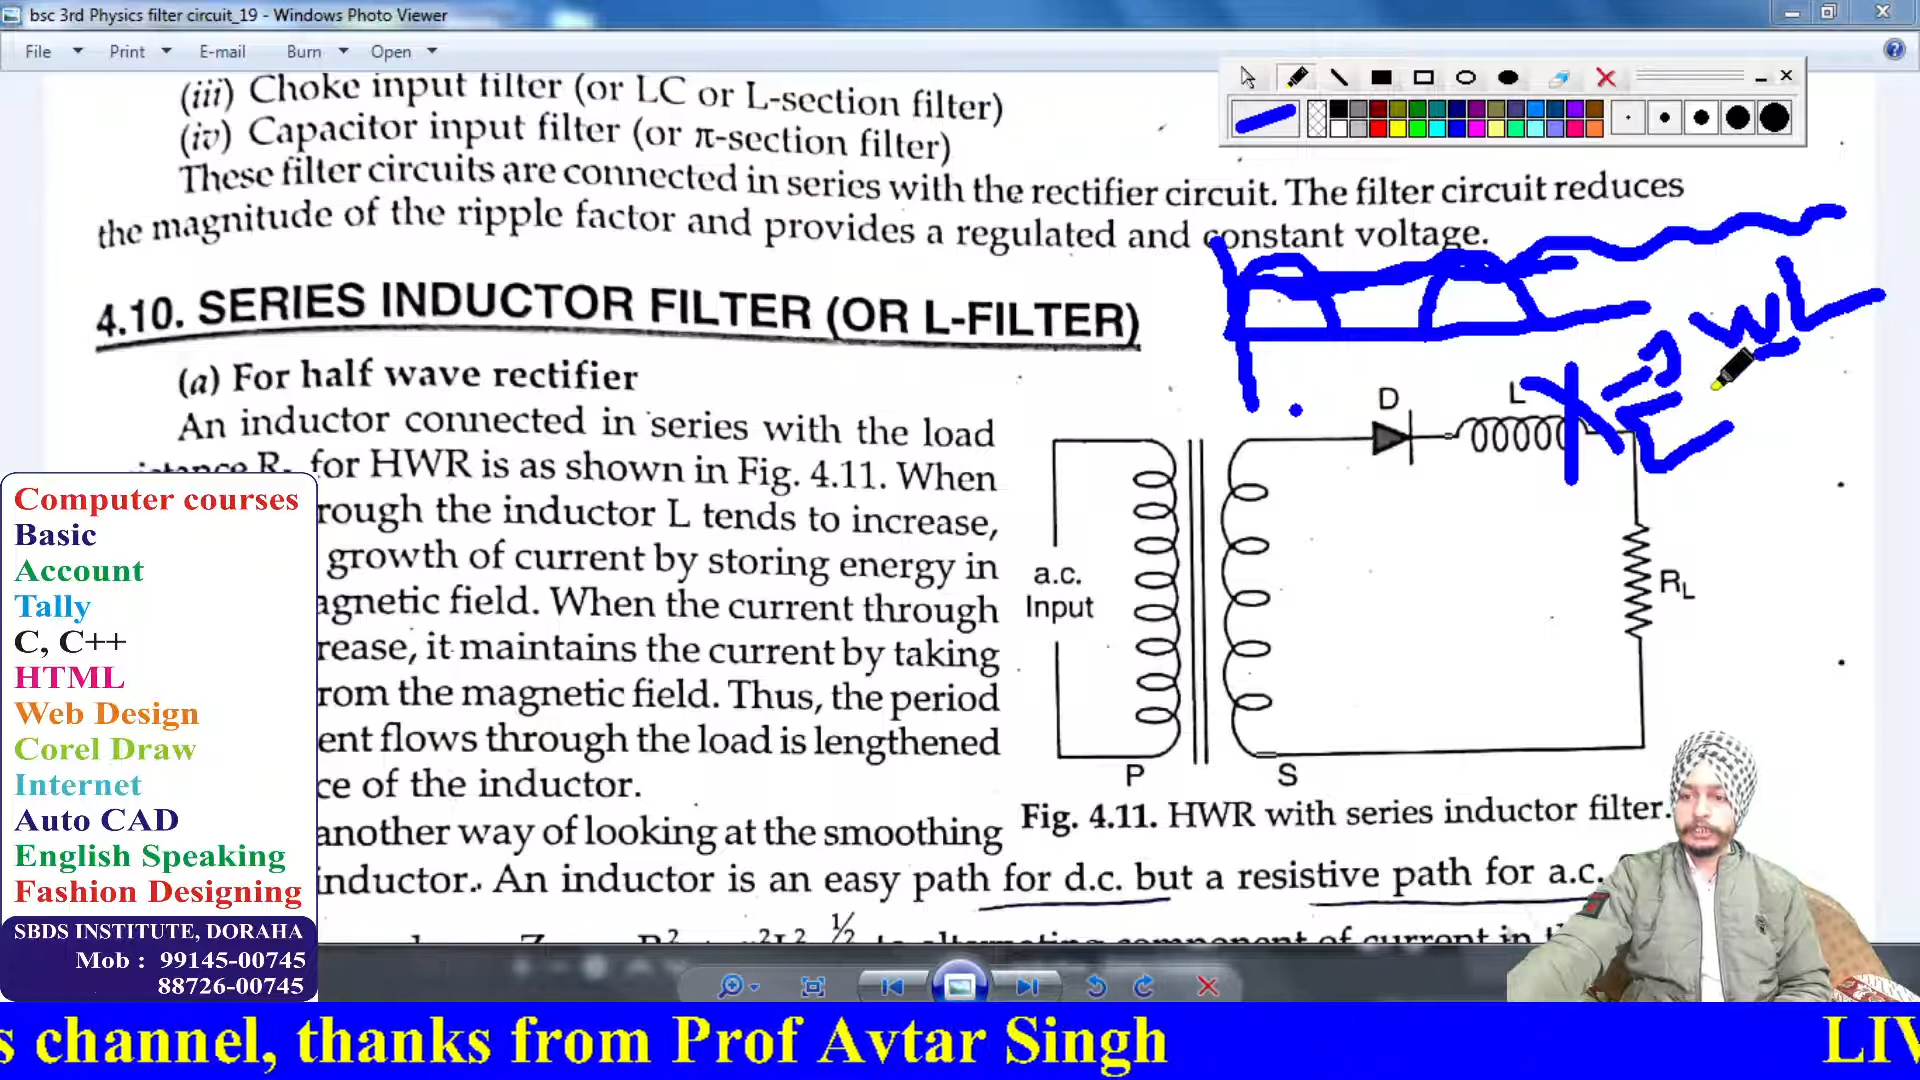 bsc 3rd Physics filter circuit_19 - Windows Photo Viewer
File Print E-mail Burn Open
(iii) Choke input filter (or LC or L-section filter)
(iv) Capacitor input filter (or π-section filter)
These filter circuits are connected in series with the rectifier circuit. The filter circuit reduces
the magnitude of the ripple factor and provides a regulated and constant voltage.
4.10. SERIES INDUCTOR FILTER (OR L-FILTER)
(a) For half wave rectifier
An inductor connected in series with the load
R for HWR is as shown in Fig. 4.11. When
rough the inductor L tends to increase,
growth of current by storing energy in
agnetic field. When the current through
rease, it maintains the current by taking
rom the magnetic field. Thus, the period
ent flows through the load is lengthened
ce of the inductor.
another way of looking at the smoothing
inductor. An inductor is an easy path for d.c. but a resistive path for a.c.
D
L
wL
a.c.
Input
RL
P
S
Fig. 4.11. HWR with series inductor filter.
Computer courses
Basic
Account
Tally
C, C++
HTML
Web Design
Corel Draw
Internet
Auto CAD
English Speaking
Fashion Designing
SBDS INSTITUTE, DORAHA
Mob : 99145-00745
88726-00745
s channel, thanks from Prof Avtar Singh
LIV